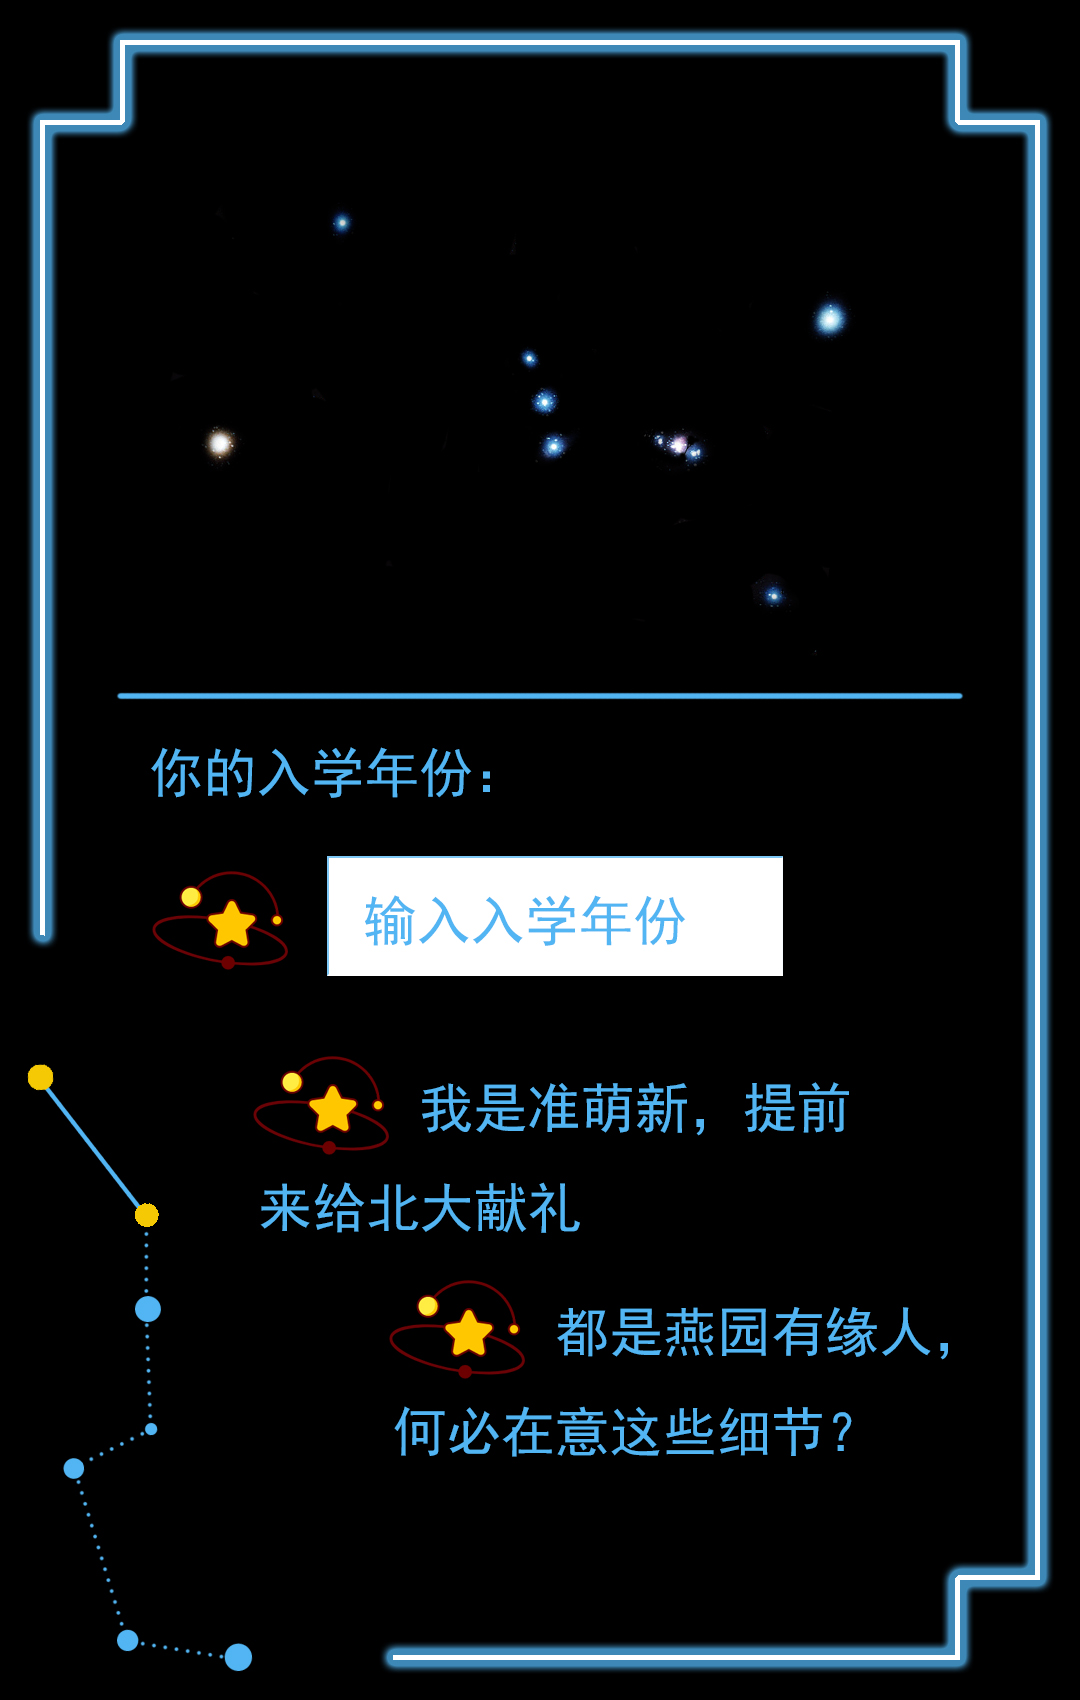 你的入学年份：
输入入学年份
我是准萌新，提前
来给北大献礼
都是燕园有缘人，
何必在意这些细节？